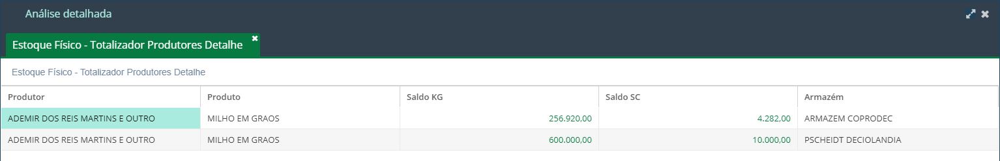 Análise detalhada
Estoque Físico - Totalizador Produtores Detalhe
Estoque Físico - Totalizador Produtores Detalhe
Produtor Produto Saldo KG Saldo SC Armazém
ADEMIR DOS REIS MARTINS E OUTRO MILHO EM GRAOS 256.920,00 4.282,00 ARMAZEM COPRODEC
ADEMIR DOS REIS MARTINS E OUTRO MILHO EM GRAOS 600.000,00 10.000,00 PSCHEIDT DECIOLANDIA